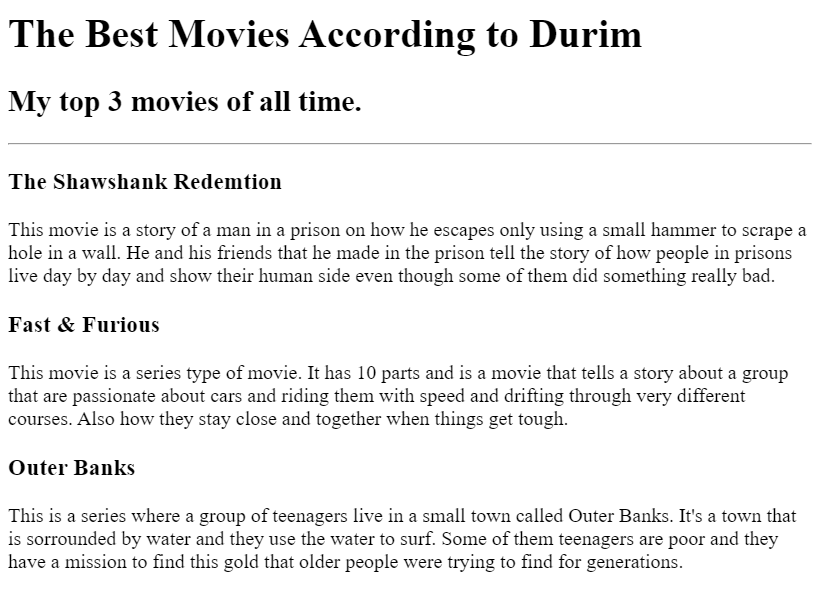 The Best Movies According to Durim
My top 3 movies of all time.
The Shawshank Redemtion
This movie is a story of a man in a prison on how he escapes only using a small hammer to scrape a
hole in a wall. He and his friends that he made in the prison tell the story of how people in prisons
live day by day and show their human side even though some of them did something really bad.
Fast & Furious
This movie is a series type of movie. It has 10 parts and is a movie that tells a story about a group
that are passionate about cars and riding them with speed and drifting through very different
courses. Also how they stay close and together when things get tough.
Outer Banks
This is a series where a group of teenagers live in a small town called Outer Banks. It's a town that
is sorrounded by water and they use the water to surf. Some of them teenagers are poor and they
have a mission to find this gold that older people were trying to find for generations.